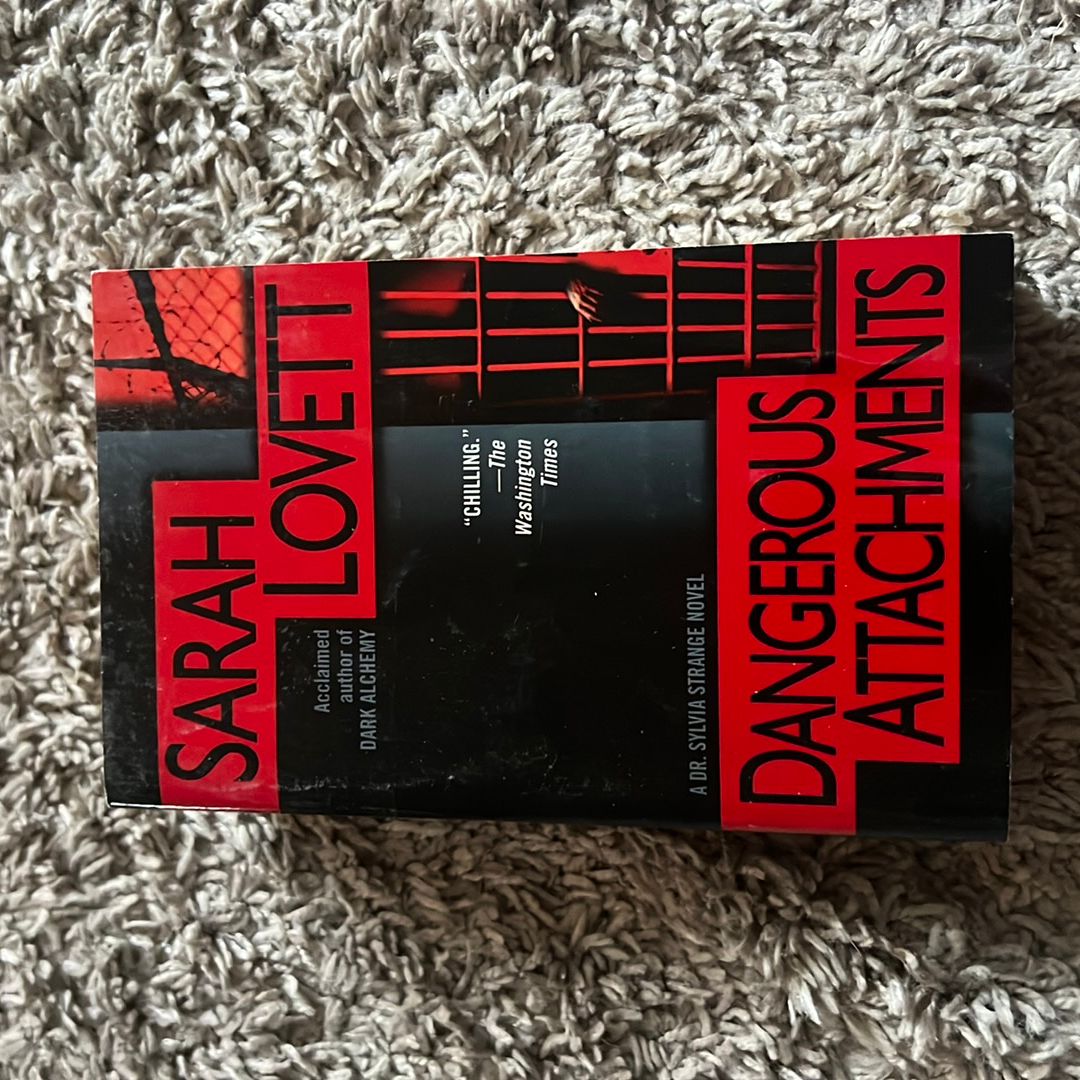 SARAH
LOVETT
Acclaimed
author of
DARK ALCHEMY
“CHILLING.”
—The
Washington
Times
A DR. SYLVIA STRANGE NOVEL
DANGEROUS
ATTACHMENTS